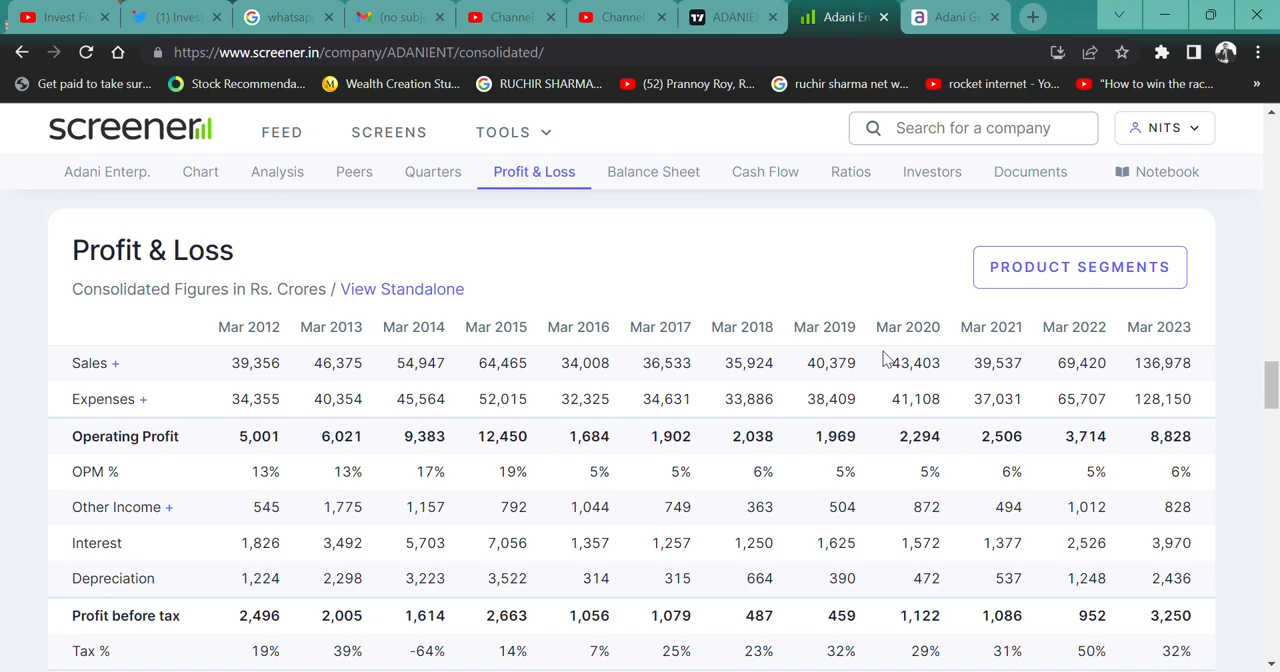 Invest Fo
(1) Invest
whatsap
(no subje
Channel
Channel
ADANIE
Adani En
Adani G
https://www.screener.in/company/ADANIENT/consolidated/
Get paid to take sur... Stock Recommenda... Wealth Creation Stu... RUCHIR SHARMA... (52) Prannoy Roy, R... ruchir sharma net w... rocket internet - Yo... "How to win the rac... »
screener
FEED SCREENS TOOLS
Search for a company
NITS
Adani Enterp. Chart Analysis Peers Quarters Profit & Loss Balance Sheet Cash Flow Ratios Investors Documents Notebook
Profit & Loss
PRODUCT SEGMENTS
Consolidated Figures in Rs. Crores / View Standalone
Mar 2012 Mar 2013 Mar 2014 Mar 2015 Mar 2016 Mar 2017 Mar 2018 Mar 2019 Mar 2020 Mar 2021 Mar 2022 Mar 2023
Sales + 39,356 46,375 54,947 64,465 34,008 36,533 35,924 40,379 43,403 39,537 69,420 136,978
Expenses + 34,355 40,354 45,564 52,015 32,325 34,631 33,886 38,409 41,108 37,031 65,707 128,150
Operating Profit 5,001 6,021 9,383 12,450 1,684 1,902 2,038 1,969 2,294 2,506 3,714 8,828
OPM % 13% 13% 17% 19% 5% 5% 6% 5% 5% 6% 5% 6%
Other Income + 545 1,775 1,157 792 1,044 749 363 504 872 494 1,012 828
Interest 1,826 3,492 5,703 7,056 1,357 1,257 1,250 1,625 1,572 1,377 2,526 3,970
Depreciation 1,224 2,298 3,223 3,522 314 315 664 390 472 537 1,248 2,436
Profit before tax 2,496 2,005 1,614 2,663 1,056 1,079 487 459 1,122 1,086 952 3,250
Tax % 19% 39% -64% 14% 7% 25% 23% 32% 29% 31% 50% 32%